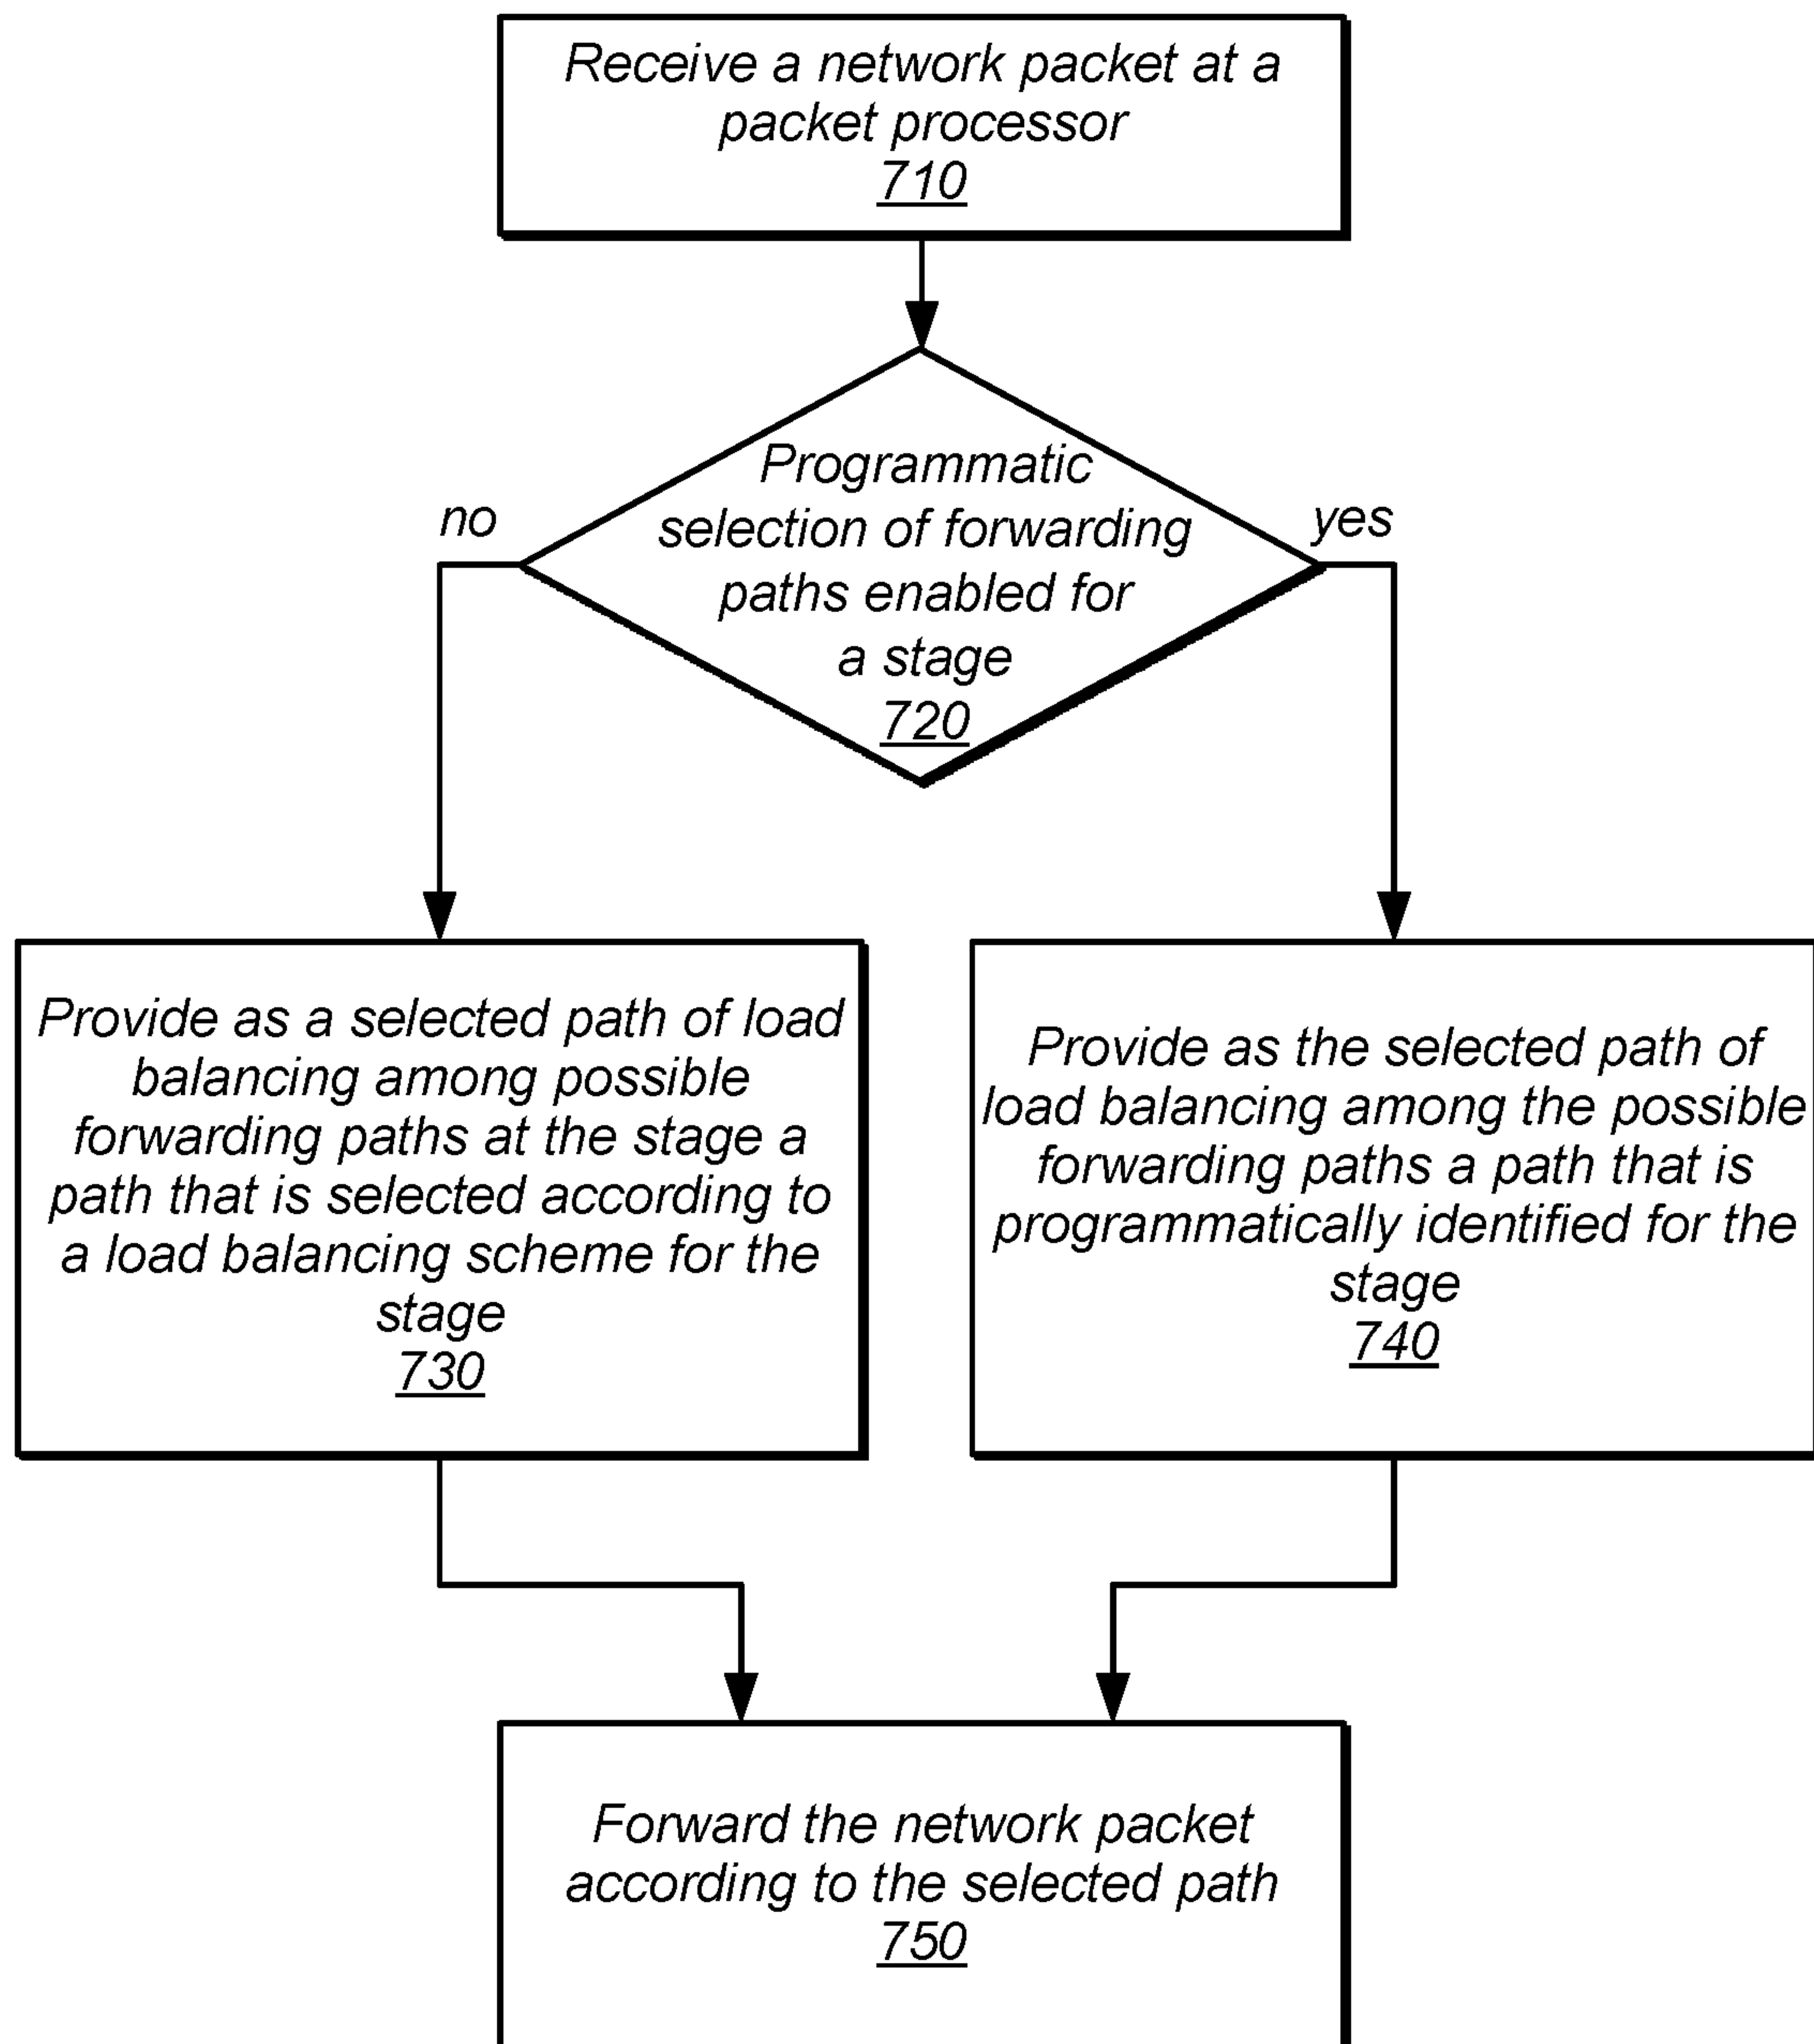 Receive a network packet at a
packet processor
710
Programmatic
selection of forwarding
paths enabled for
a stage
720
no
yes
Provide as a selected path of load
balancing among possible
forwarding paths at the stage a
path that is selected according to
a load balancing scheme for the
stage
730
Provide as the selected path of
load balancing among the possible
forwarding paths a path that is
programmatically identified for the
stage
740
Forward the network packet
according to the selected path
750